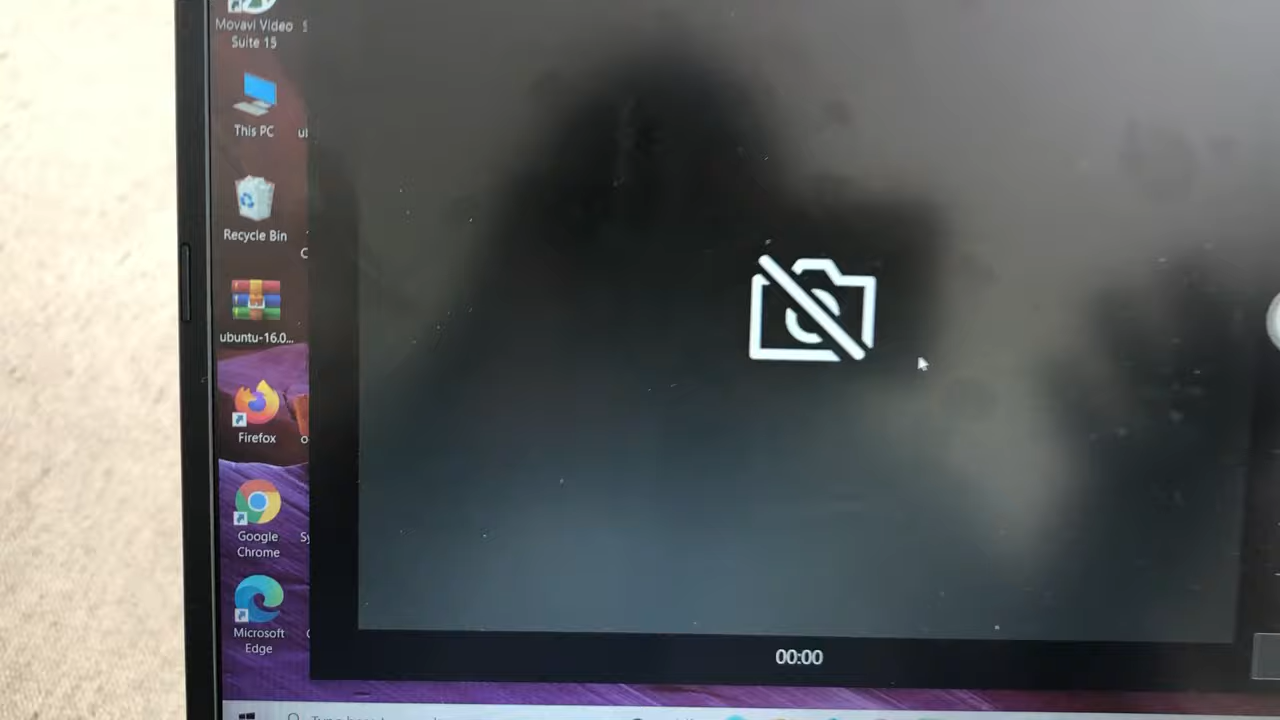 Movavi Video
Suite 15
This PC
Recycle Bin
ubuntu-16.0...
Firefox
Google
Chrome
Microsoft
Edge
00:00